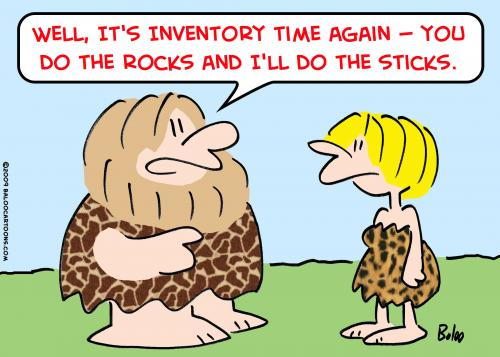 WELL, IT'S INVENTORY TIME AGAIN – YOU
DO THE ROCKS AND I'LL DO THE STICKS.
©2009 BALOOCARTOONS.COM
Baloo